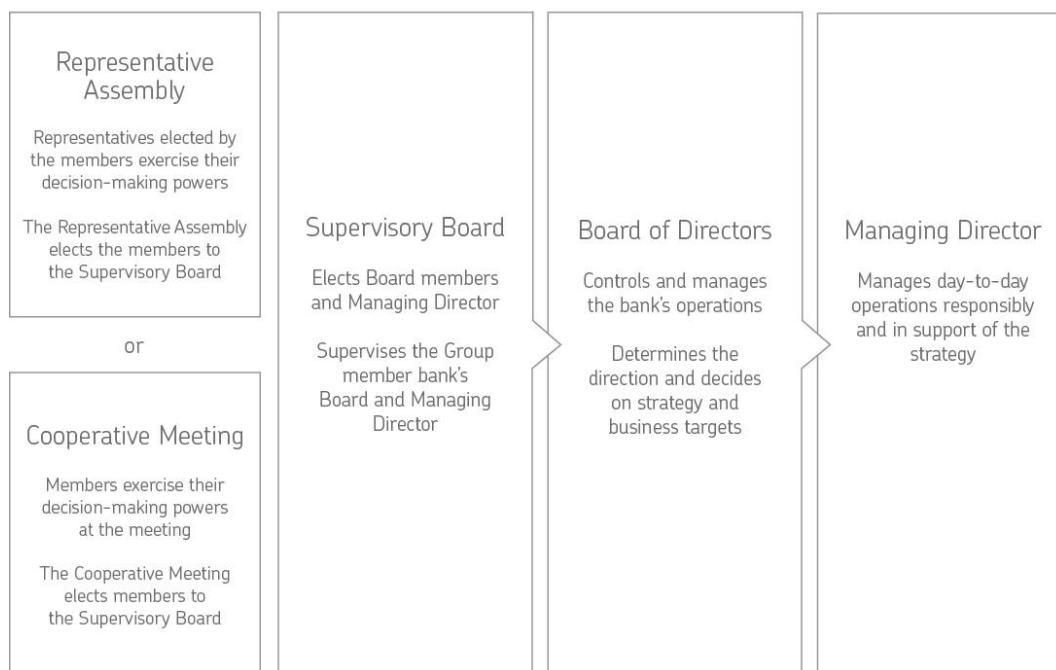 Representative
Assembly
Representatives elected by
the members exercise their
decision-making powers
The Representative Assembly
elects the members to
the Supervisory Board
or
Cooperative Meeting
Members exercise their
decision-making powers
at the meeting
The Cooperative Meeting
elects members to
the Supervisory Board
Supervisory Board
Elects Board members
and Managing Director
Supervises the Group
member bank's
Board and Managing
Director
Board of Directors
Controls and manages
the bank's operations
Determines the
direction and decides
on strategy and
business targets
Managing Director
Manages day-to-day
operations responsibly
and in support of the
strategy